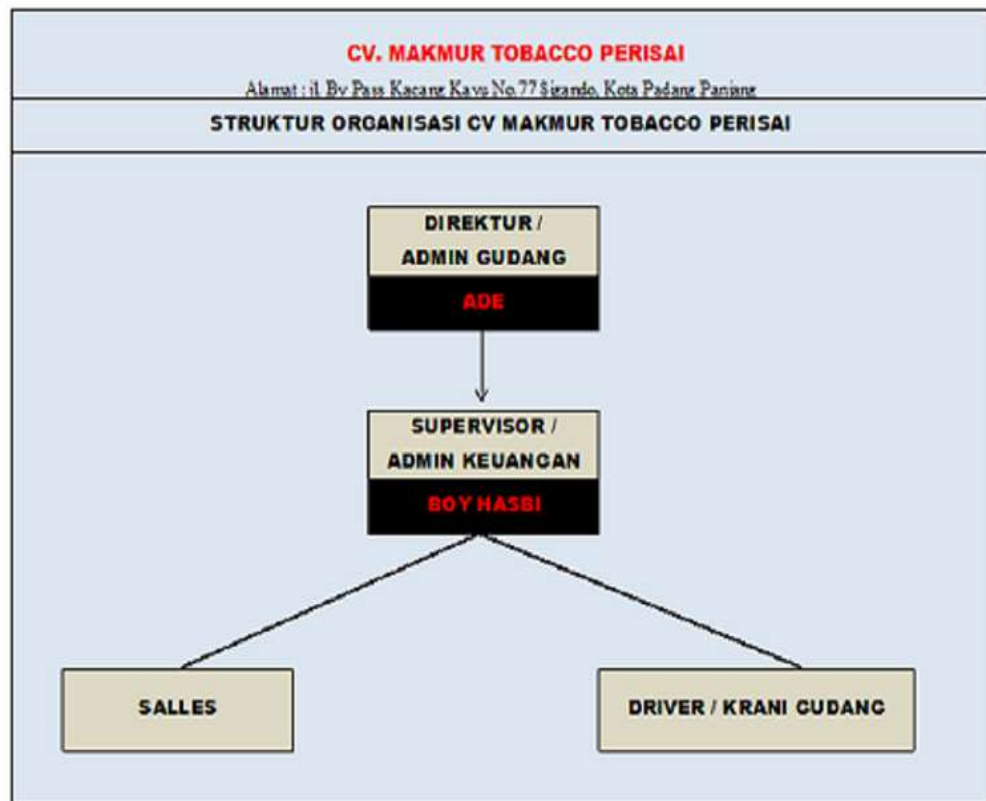 CV. MAKMUR TOBACCO PERISAI
Alamat : jl. By Pass Kacang Kayu No.77 Sigando, Kota Padang Panjang
STRUKTUR ORGANISASI CV MAKMUR TOBACCO PERISAI
DIREKTUR /
ADMIN GUDANG
ADE
SUPERVISOR /
ADMIN KEUANGAN
BOY HASBI
SALLES
DRIVER / KRANI GUDANG